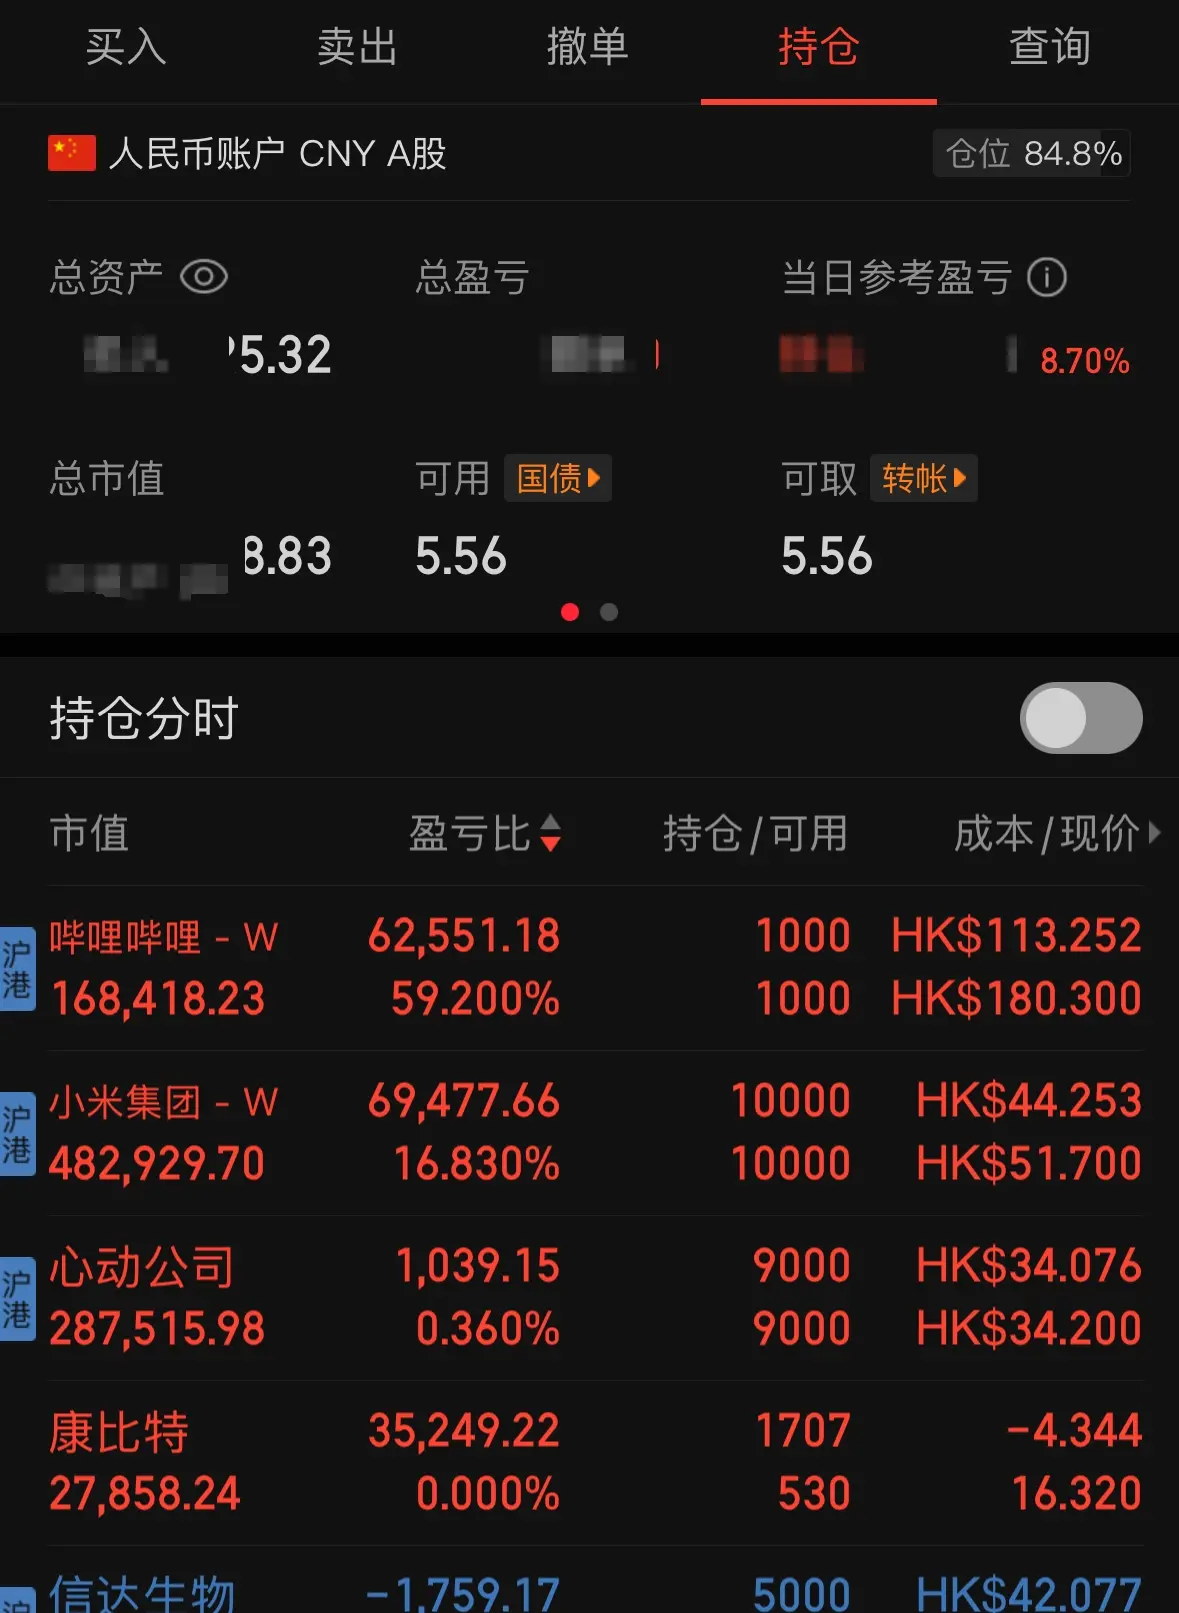 买入 卖出 撤单 持仓 查询
人民币账户 CNY A股 仓位 84.8%
总资产 总盈亏 当日参考盈亏
5.32 8.70%
总市值 可用 国债 可取 转帐
8.83 5.56 5.56
持仓分时
市值 盈亏比 持仓/可用 成本/现价
沪港
哔哩哔哩-W 62,551.18 1000 HK$113.252
168,418.23 59.200% 1000 HK$180.300
沪港
小米集团-W 69,477.66 10000 HK$44.253
482,929.70 16.830% 10000 HK$51.700
沪港
心动公司 1,039.15 9000 HK$34.076
287,515.98 0.360% 9000 HK$34.200
康比特 35,249.22 1707 -4.344
27,858.24 0.000% 530 16.320
沪
信达生物 -1,759.17 5000 HK$42.077